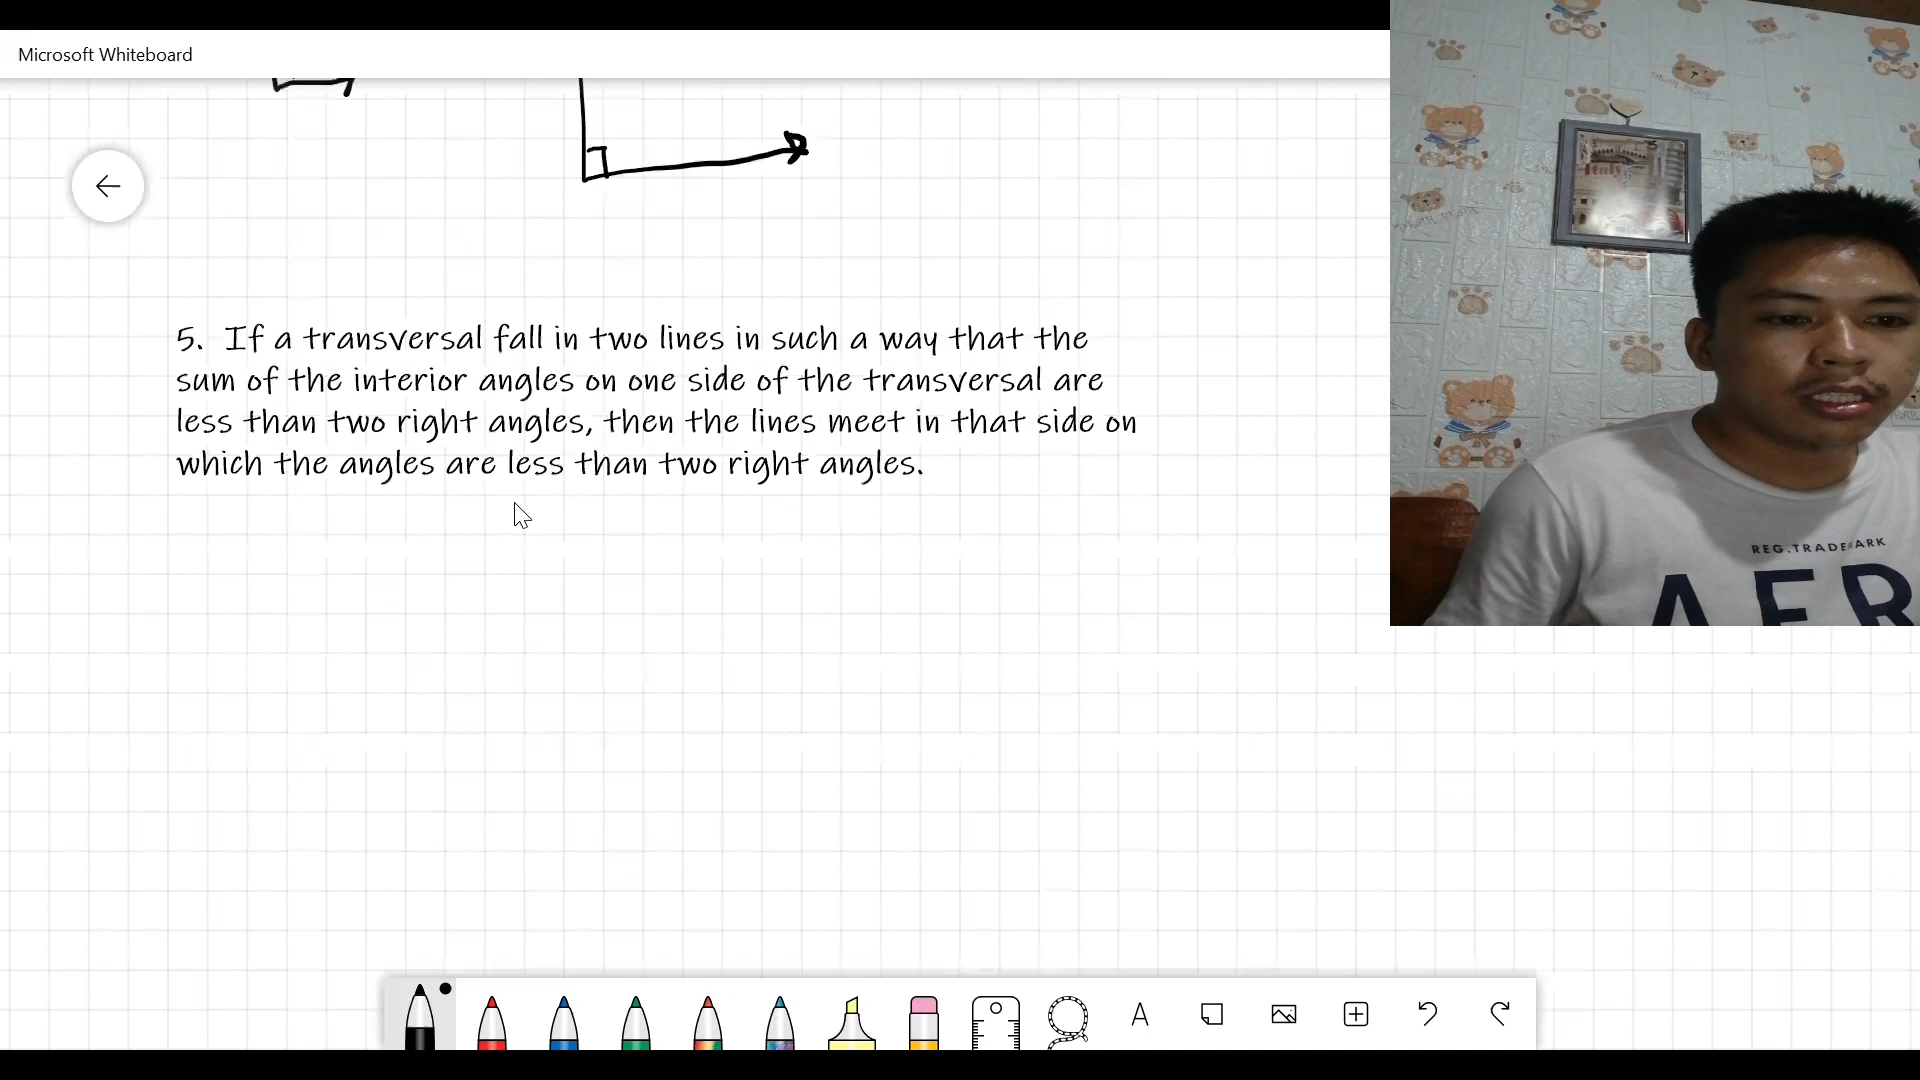 Microsoft Whiteboard
5. If a transversal fall in two lines in such a way that the
sum of the interior angles on one side of the transversal are
less than two right angles, then the lines meet in that side on
which the angles are less than two right angles.
Italy
REG.TRADEMARK
AER
A